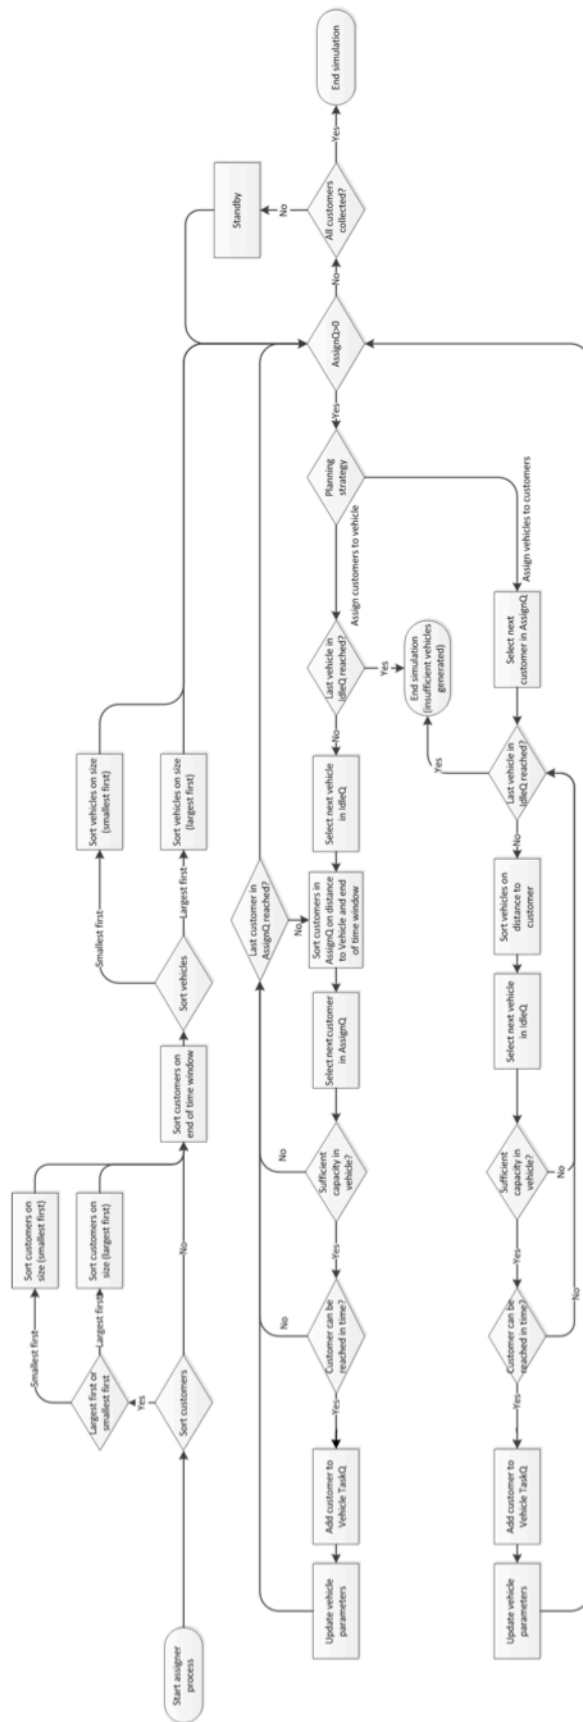 Start assigner
process
Sort customers
Yes
No
Largest first or
smallest first
Smallest first
Largest first
Sort customers on
size (smallest first)
Sort customers on
size (largest first)
Sort customers on
end of time window
Sort vehicles
Smallest first
Largest first
Sort vehicles on size
(smallest first)
Sort vehicles on size
(largest first)
Standby
No
All customers
collected?
Yes
End simulation
No
AssignQ>0
Yes
Planning
strategy
Assign customers to vehicle
Assign vehicles to customers
Last vehicle in
IdleQ reached?
Yes
No
End simulation
(insufficient vehicles
generated)
Select next vehicle
in IdleQ
Last customer in
AssignQ reached?
No
Sort customers in
AssignQ on distance
to Vehicle and end
of time window
Select next customer
in AssignQ
Sufficient
capacity in
vehicle?
No
Yes
Customer can be
reached in time?
No
Yes
Add customer to
Vehicle TaskQ
Update vehicle
parameters
Select next
customer in AssignQ
Last vehicle in
IdleQ reached?
Yes
No
Sort vehicles on
distance to
customer
Select next vehicle
in IdleQ
Sufficient
capacity in
vehicle?
No
Yes
Customer can be
reached in time?
No
Yes
Add customer to
Vehicle TaskQ
Update vehicle
parameters